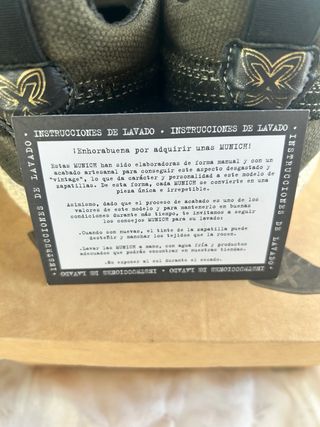 · INSTRUCCIONES DE LAVADO · INSTRUCCIONES DE LAVADO ·
¡Enhorabuena por adquirir unas MUNICH!
Estas MUNICH han sido elaboradas de forma manual y con un
acabado artesanal para conseguir este aspecto desgastado y
"vintage", lo que da carácter y personalidad a este modelo de
zapatillas. De esta forma, cada MUNICH se convierte en una
pieza única e irrepetible.
Asimismo, dado que el proceso de acabado es uno de los
valores de este modelo y para mantenerlo en buenas
condiciones durante más tiempo, te invitamos a seguir
los consejos MUNICH para su lavado:
.Cuando son nuevas, el tinte de la zapatilla puede
desteñir y manchar los tejidos que la rocen.
.Lavar las MUNICH a mano, con agua fría y productos
adecuados que podrás encontrar en nuestras tiendas.
.No exponer al sol durante el secado.
INSTRUCCIONES DE LAVADO
INSTRUCCIONES DE LAVADO
INSTRUCCIONES DE LAVADO · INSTRUCCIONES DE LAVADO